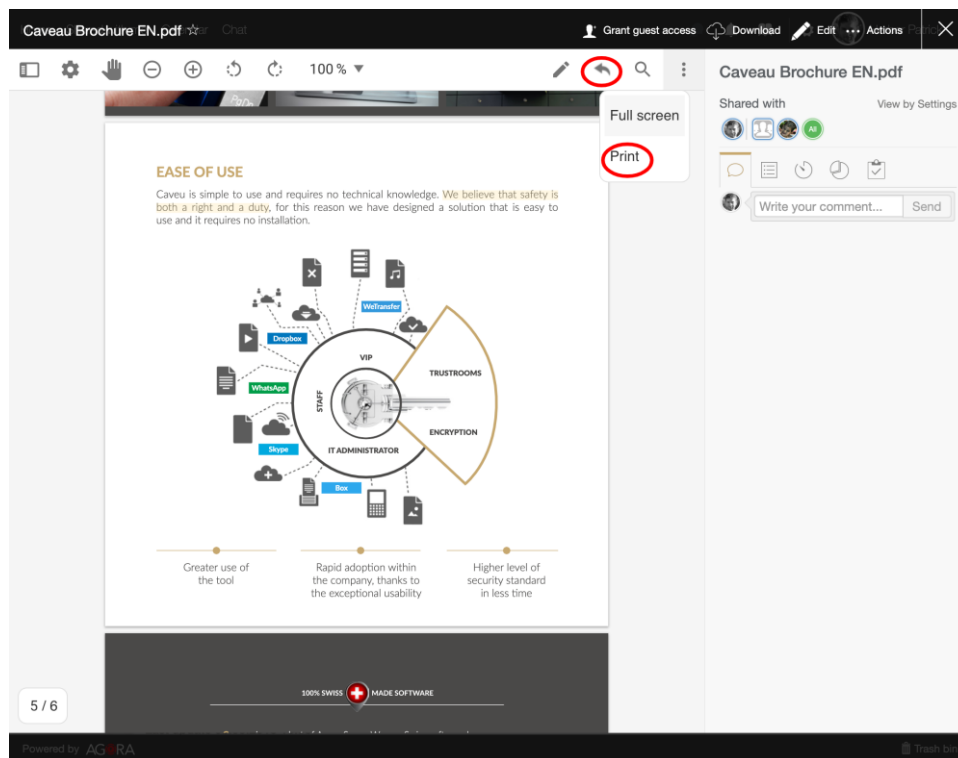 Caveau Brochure EN.pdf
Chat
Grant guest access
Download
Edit
Actions
100 %
Caveau Brochure EN.pdf
Shared with
View by Settings
All
Full screen
Print
Write your comment...
Send
EASE OF USE
Caveu is simple to use and requires no technical knowledge. We believe that safety is
both a right and a duty, for this reason we have designed a solution that is easy to
use and it requires no installation.
WeTransfer
Dropbox
VIP
TRUSTROOMS
WhatsApp
STAFF
ENCRYPTION
Skype
IT ADMINISTRATOR
Box
Greater use of
the tool
Rapid adoption within
the company, thanks to
the exceptional usability
Higher level of
security standard
in less time
100% SWISS
MADE SOFTWARE
5 / 6
Powered by AGORA
Trash bin